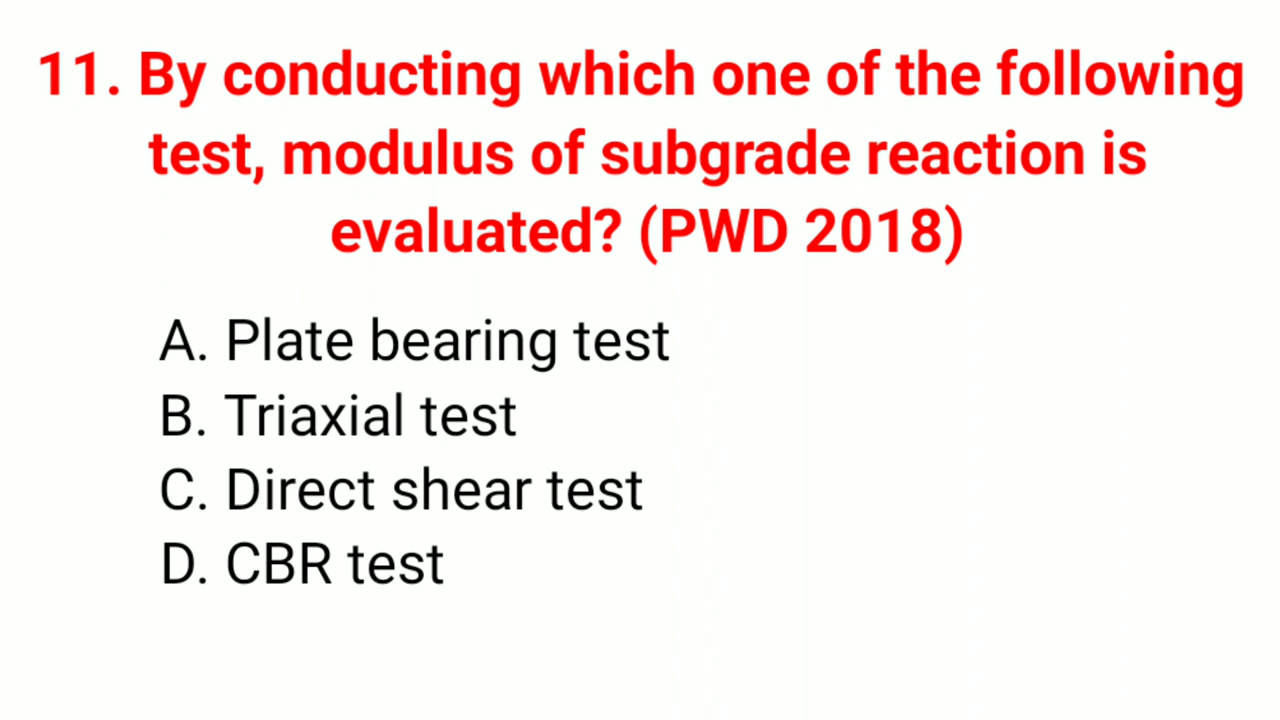 11. By conducting which one of the following
test, modulus of subgrade reaction is
evaluated? (PWD 2018)
A. Plate bearing test
B. Triaxial test
C. Direct shear test
D. CBR test